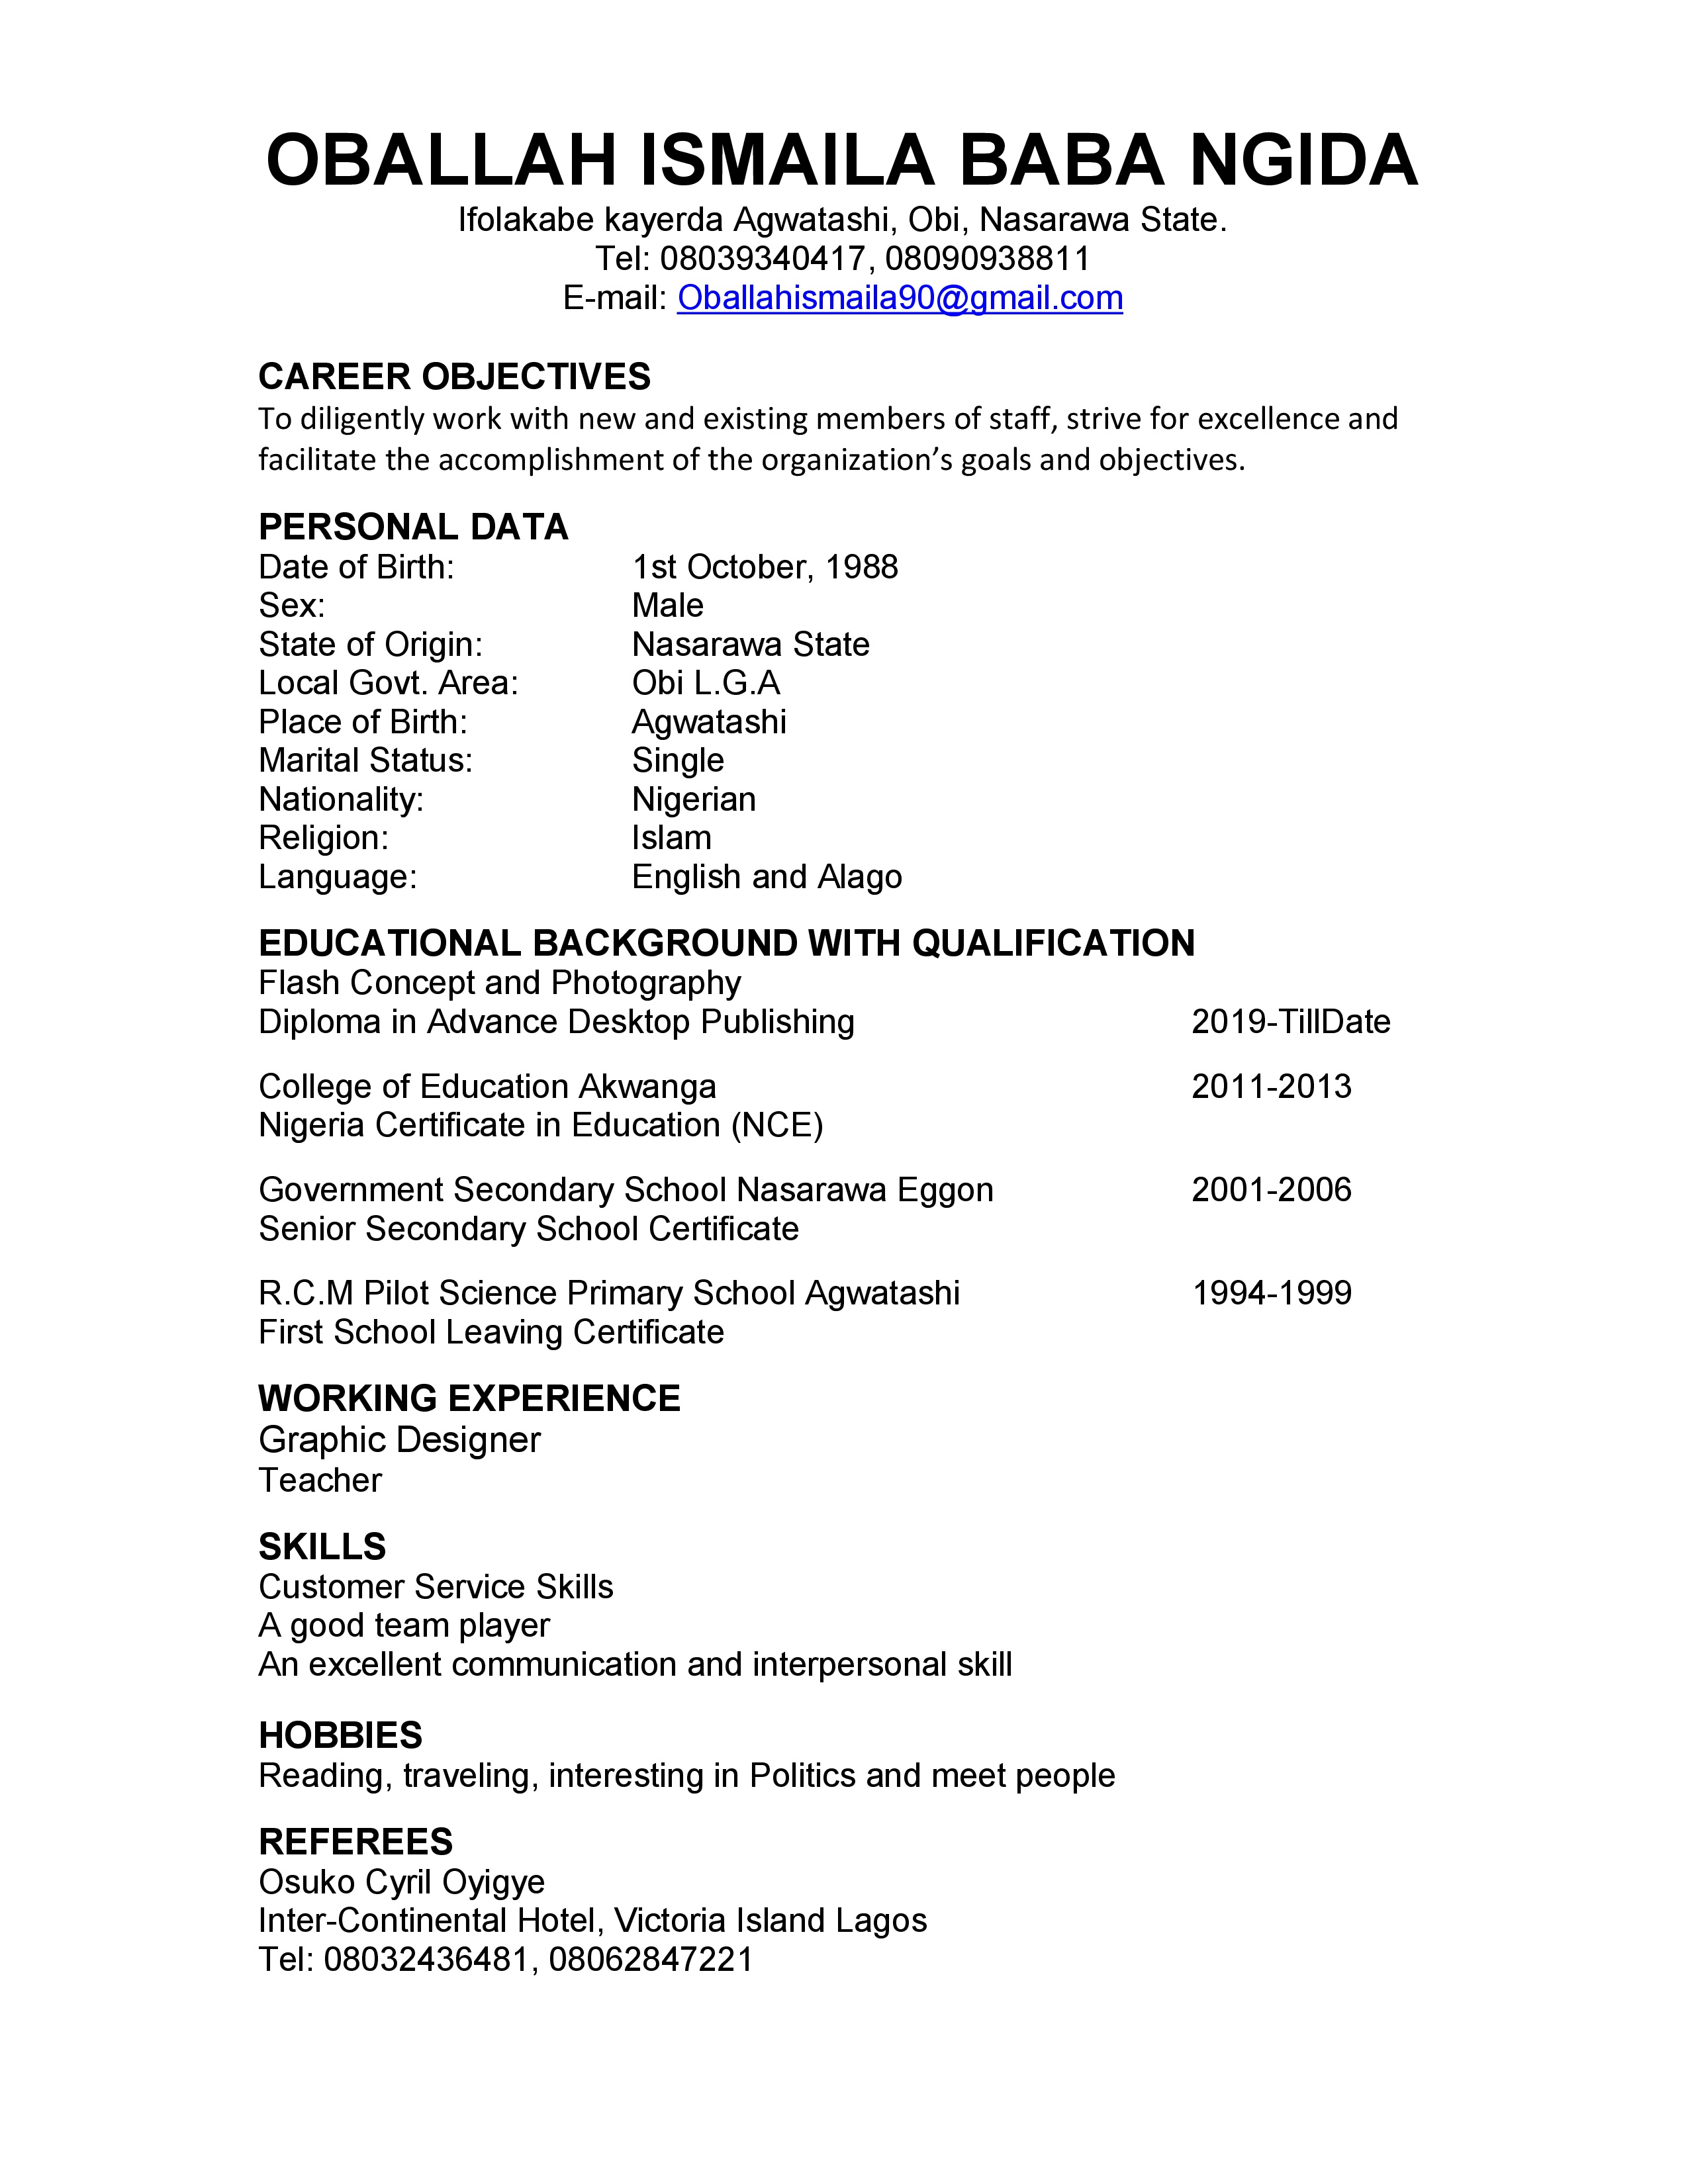 OBALLAH ISMAILA BABA NGIDA
Ifolakabe kayerda Agwatashi, Obi, Nasarawa State.
Tel: 08039340417, 08090938811
E-mail: Oballahismaila90@gmail.com
CAREER OBJECTIVES
To diligently work with new and existing members of staff, strive for excellence and
facilitate the accomplishment of the organization’s goals and objectives.
PERSONAL DATA
Date of Birth: 1st October, 1988
Sex: Male
State of Origin: Nasarawa State
Local Govt. Area: Obi L.G.A
Place of Birth: Agwatashi
Marital Status: Single
Nationality: Nigerian
Religion: Islam
Language: English and Alago
EDUCATIONAL BACKGROUND WITH QUALIFICATION
Flash Concept and Photography
Diploma in Advance Desktop Publishing 2019-TillDate
College of Education Akwanga 2011-2013
Nigeria Certificate in Education (NCE)
Government Secondary School Nasarawa Eggon 2001-2006
Senior Secondary School Certificate
R.C.M Pilot Science Primary School Agwatashi 1994-1999
First School Leaving Certificate
WORKING EXPERIENCE
Graphic Designer
Teacher
SKILLS
Customer Service Skills
A good team player
An excellent communication and interpersonal skill
HOBBIES
Reading, traveling, interesting in Politics and meet people
REFEREES
Osuko Cyril Oyigye
Inter-Continental Hotel, Victoria Island Lagos
Tel: 08032436481, 08062847221